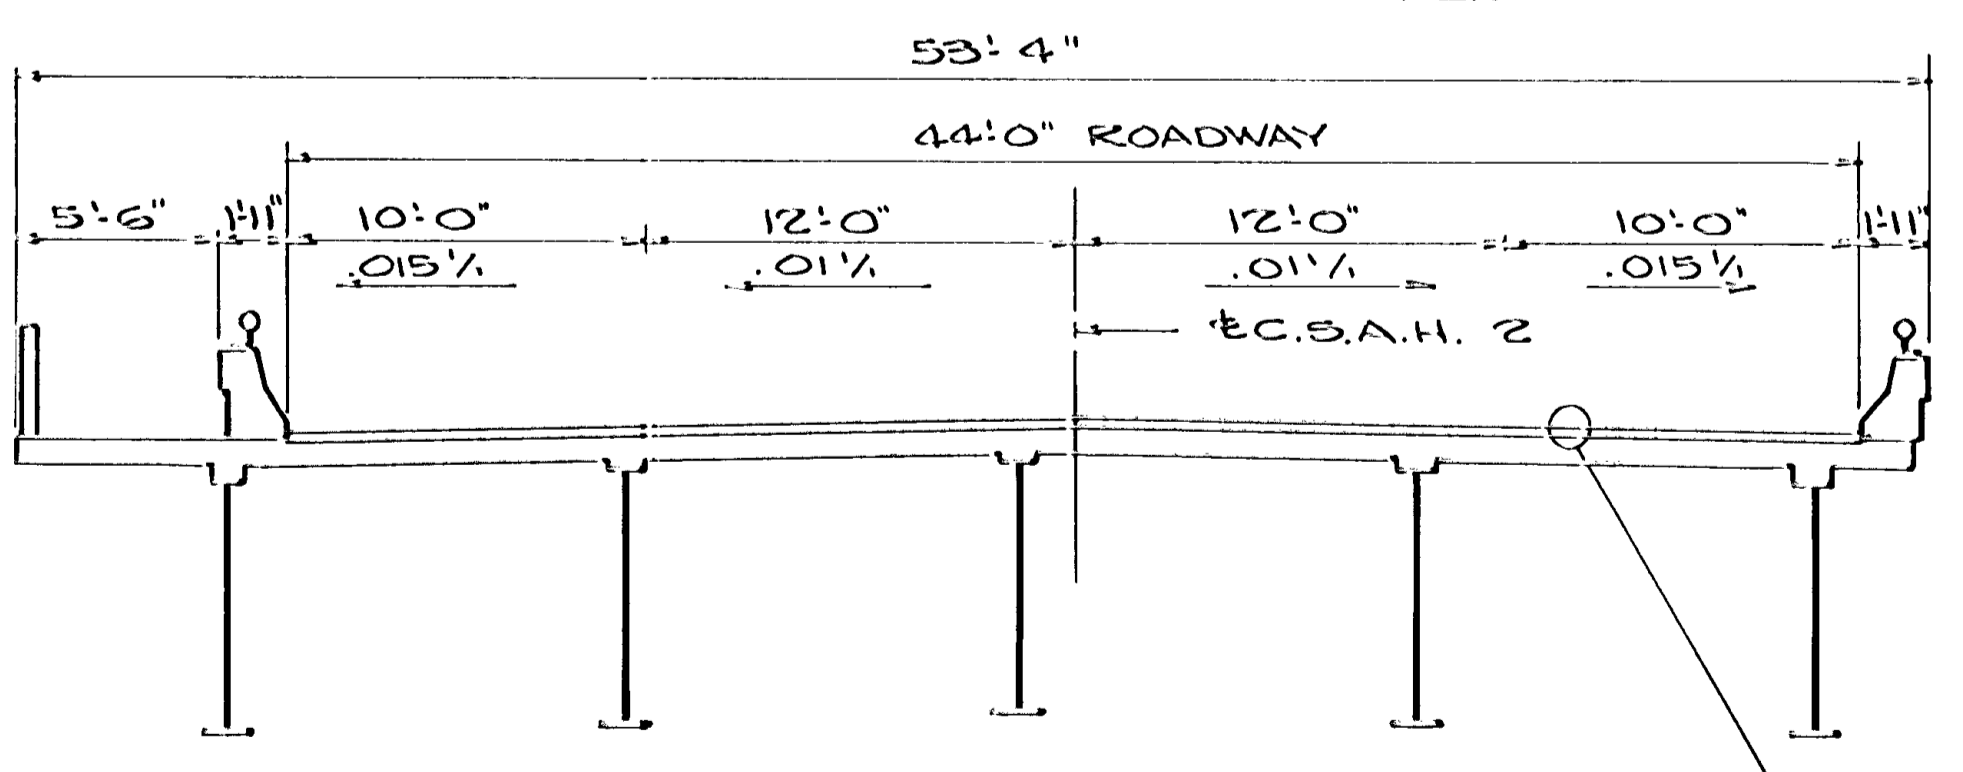 53'-4"
44'-0" ROADWAY
5'-6" 1'-11" 10'-0" 12'-0" 12'-0" 10'-0" 1'-11"
.015'/, .01'/, .01'/, .015'/,
℄ C.S.A.H. 2